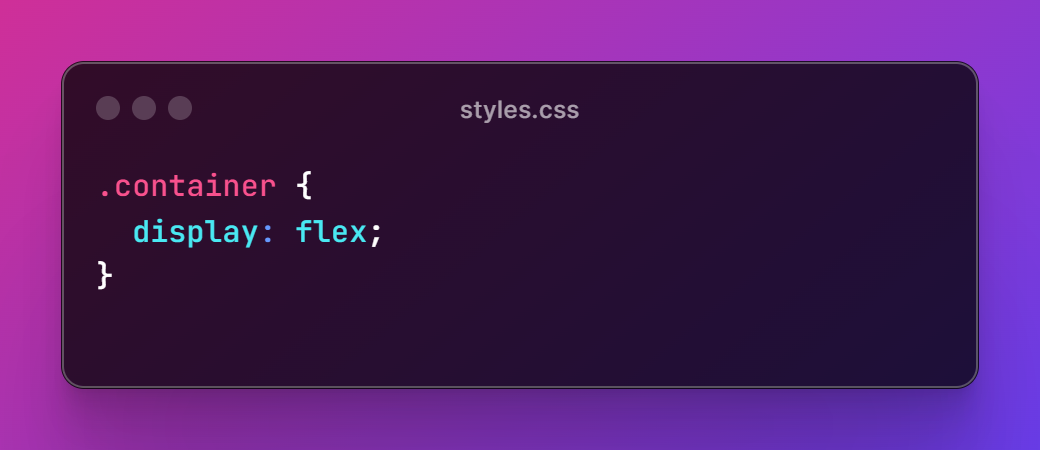 styles.css
.container {
  display: flex;
}